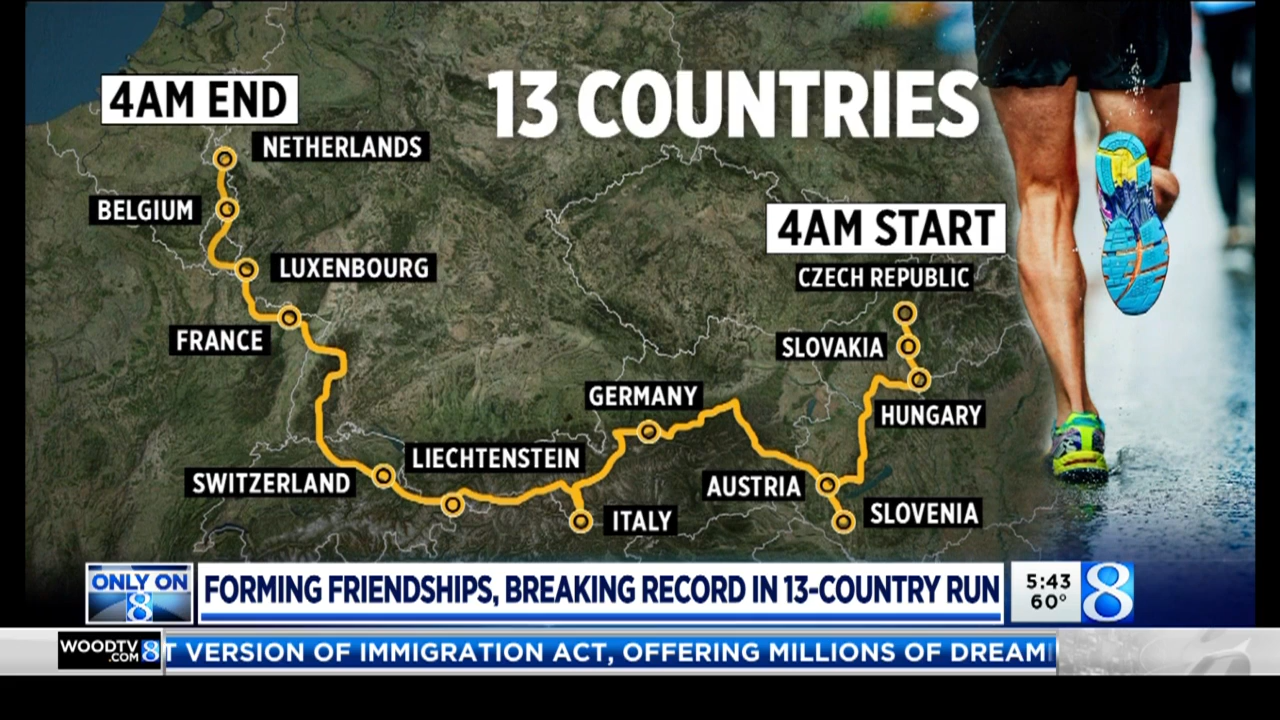 13 COUNTRIES
4AM END
NETHERLANDS
BELGIUM
LUXENBOURG
FRANCE
4AM START
CZECH REPUBLIC
SLOVAKIA
HUNGARY
GERMANY
LIECHTENSTEIN
SWITZERLAND
AUSTRIA
ITALY
SLOVENIA
ONLY ON
8
FORMING FRIENDSHIPS, BREAKING RECORD IN 13-COUNTRY RUN
5:43
60°
8
WOODTV
.COM 8
T VERSION OF IMMIGRATION ACT, OFFERING MILLIONS OF DREAM